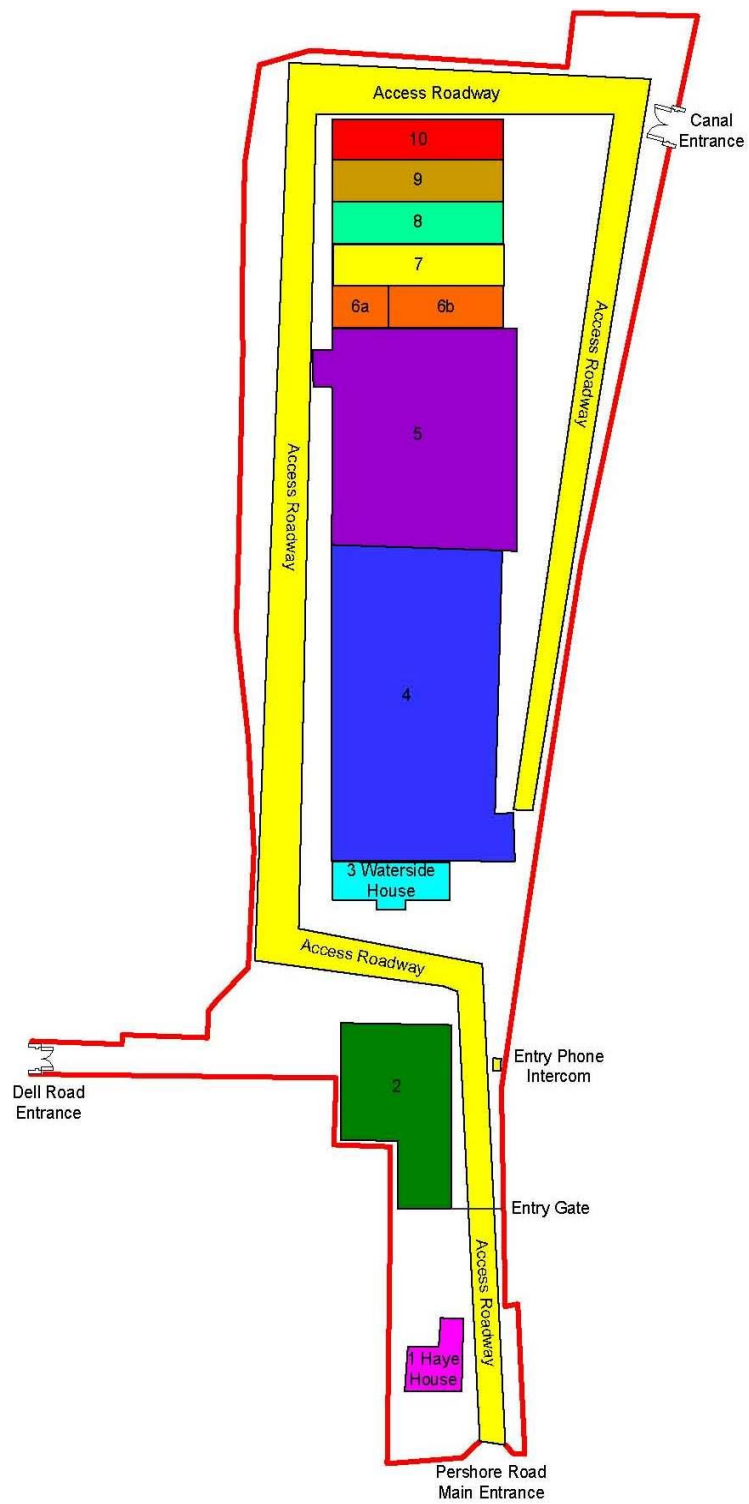 Access Roadway
Canal
Entrance
10
9
8
7
6a
6b
Access Roadway
5
Access Roadway
4
3 Waterside
House
Access Roadway
Entry Phone
Intercom
Dell Road
Entrance
2
Entry Gate
Access Roadway
1 Haye
House
Pershore Road
Main Entrance